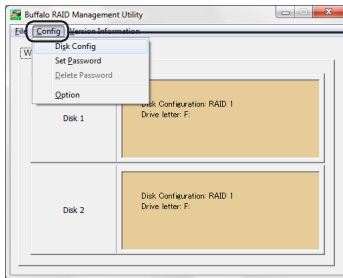 Buffalo RAID Management Utility
File Config Version Information
W
Disk Config
Set Password
Delete Password
Option
Disk 1
Disk Configuration: RAID 1
Drive letter: F:
Disk 2
Disk Configuration: RAID 1
Drive letter: F: